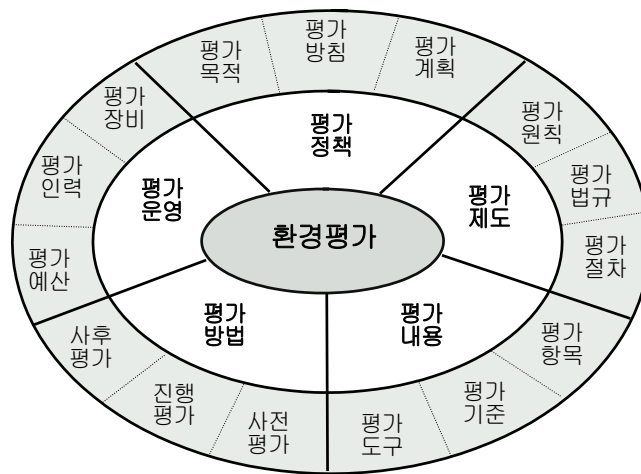 평가
목적
평가
방침
평가
계획
평가
장비
평가
원칙
평가
정책
평가
인력
평가
운영
평가
제도
평가
법규
환경평가
평가
예산
평가
절차
평가
방법
평가
내용
사후
평가
평가
항목
진행
평가
평가
기준
사전
평가
평가
도구